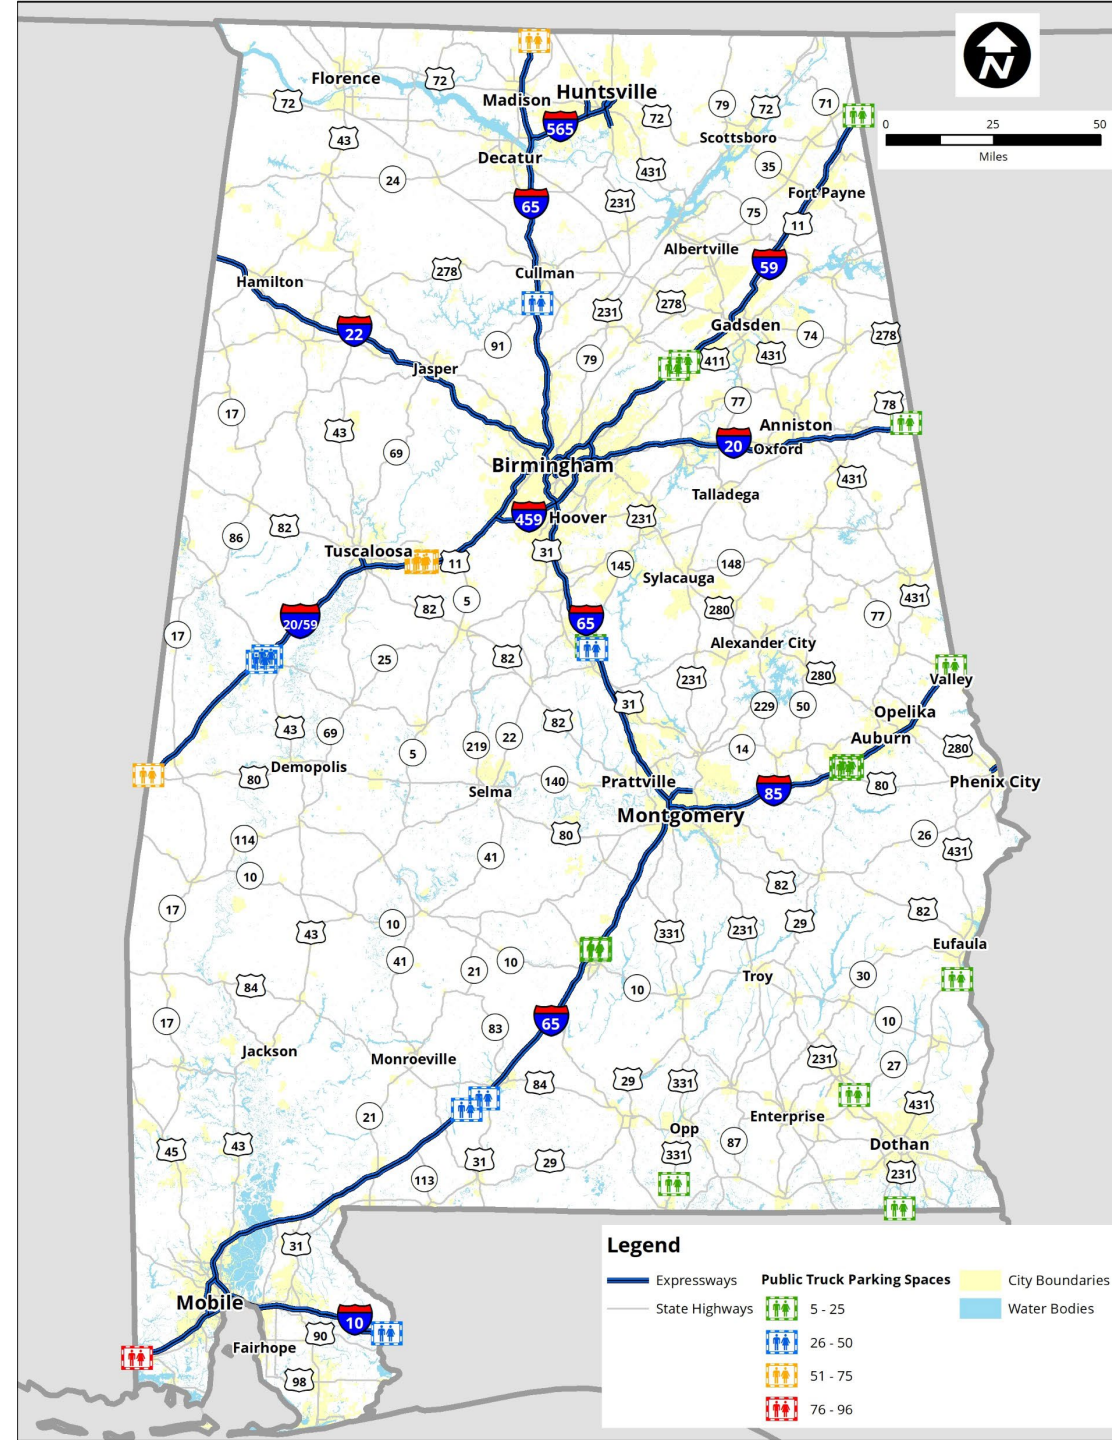 N
0 25 50
Miles
Florence
72
72
Madison
Huntsville
565
72
79
72
71
Scottsboro
43
Decatur
431
35
24
65
231
Fort Payne
75
11
Albertville
59
278
Cullman
Hamilton
231
278
22
Gadsden
74
278
91
79
411
431
Jasper
17
77
78
43
Anniston
69
20
Oxford
Birmingham
431
Talladega
459
Hoover
231
82
86
Tuscaloosa
11
31
145
148
Sylacauga
431
82
5
280
77
20/59
65
17
Alexander City
25
82
280
231
Valley
31
229
50
Opelika
43
69
82
22
219
5
14
Auburn
280
80
Demopolis
140
Prattville
85
80
Phenix City
Selma
Montgomery
114
80
26
431
41
10
82
17
82
43
10
331
231
29
Eufaula
41
21
10
Troy
30
84
10
17
65
83
10
Jackson
Monroeville
231
27
84
29
331
21
Enterprise
431
Opp
87
Dothan
45
43
31
29
331
231
113
31
Mobile
10
90
Fairhope
98
Legend
Expressways
State Highways
Public Truck Parking Spaces
5 - 25
26 - 50
51 - 75
76 - 96
City Boundaries
Water Bodies